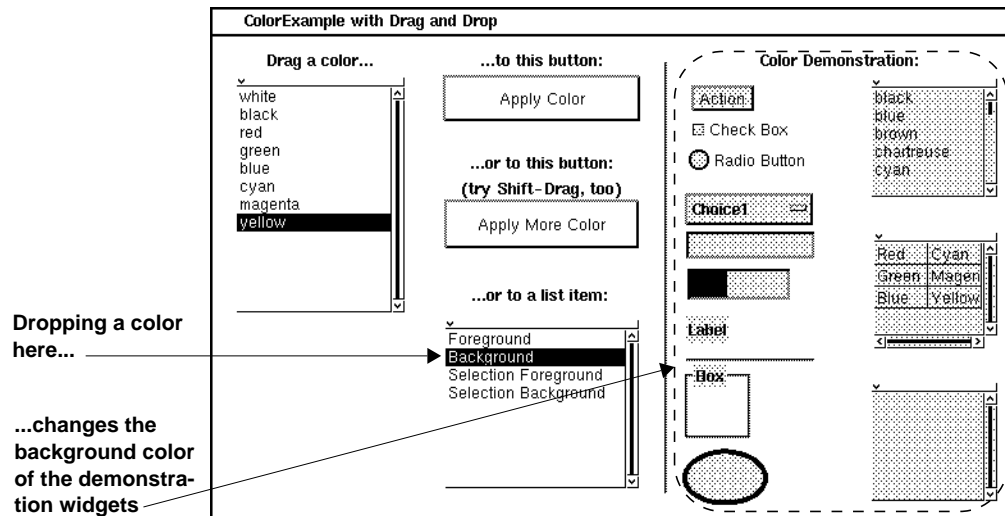 ColorExample with Drag and Drop
Drag a color...
white
black
red
green
blue
cyan
magenta
yellow
...to this button:
Apply Color
...or to this button:
(try Shift-Drag, too)
Apply More Color
...or to a list item:
Foreground
Background
Selection Foreground
Selection Background
Color Demonstration:
Action
Check Box
Radio Button
Choice1
Label
Box
black
blue
brown
chartreuse
cyan
Red Cyan
Green Magen
Blue Yellow
Dropping a color
here...
...changes the
background color
of the demonstra-
tion widgets